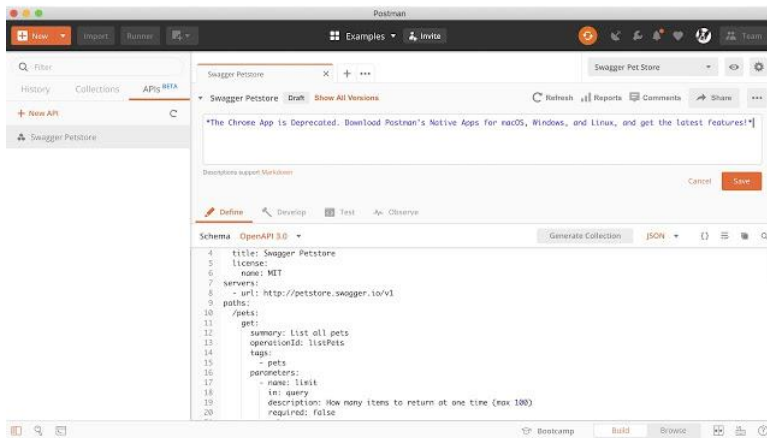 Postman
New Import Runner Examples Invite Team
Filter
History Collections APIs BETA
+ New API
Swagger Petstore
Swagger Petstore × + •••
Swagger Pet Store
Swagger Petstore Draft Show All Versions
Refresh Reports Comments Share •••
*The Chrome App is Deprecated. Download Postman's Native Apps for macOS, Windows, and Linux, and get the latest features!*
Descriptions support Markdown
Cancel Save
Define Develop Test Observe
Schema OpenAPI 3.0 Generate Collection JSON {}
4 title: Swagger Petstore
5 license:
6 name: MIT
7 servers:
8 - url: http://petstore.swagger.io/v1
9 paths:
10 /pets:
11 get:
12 summary: List all pets
13 operationId: listPets
14 tags:
15 - pets
16 parameters:
17 - name: limit
18 in: query
19 description: How many items to return at one time (max 100)
20 required: false
Bootcamp Build Browse